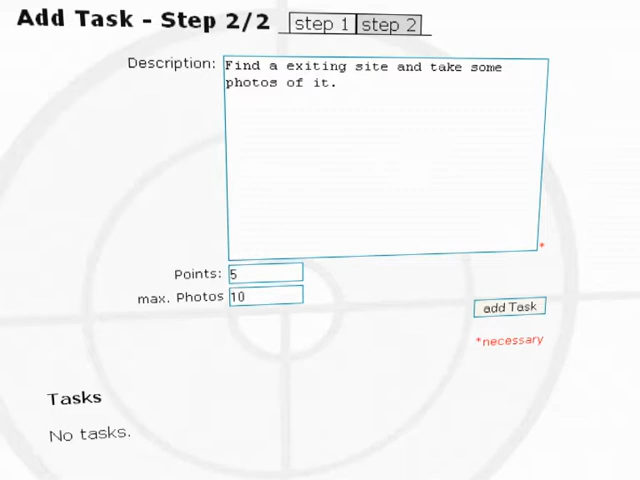 Add Task - Step 2/2 step 1 step 2
Description: Find a exiting site and take some
photos of it.
*
Points: 5
max. Photos 10
add Task
*necessary
Tasks
No tasks.